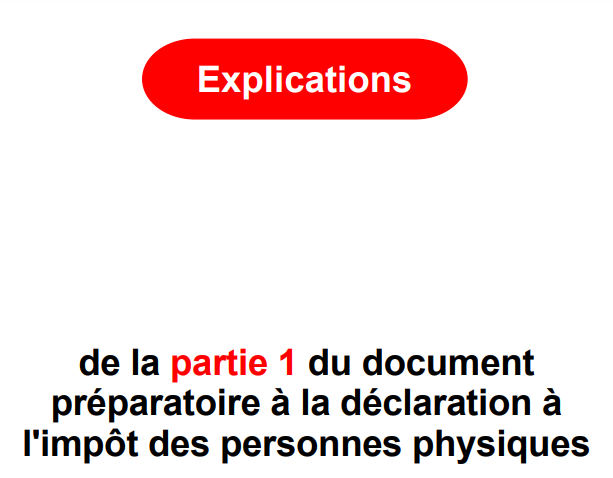 Explications
de la partie 1 du document
préparatoire à la déclaration à
l'impôt des personnes physiques